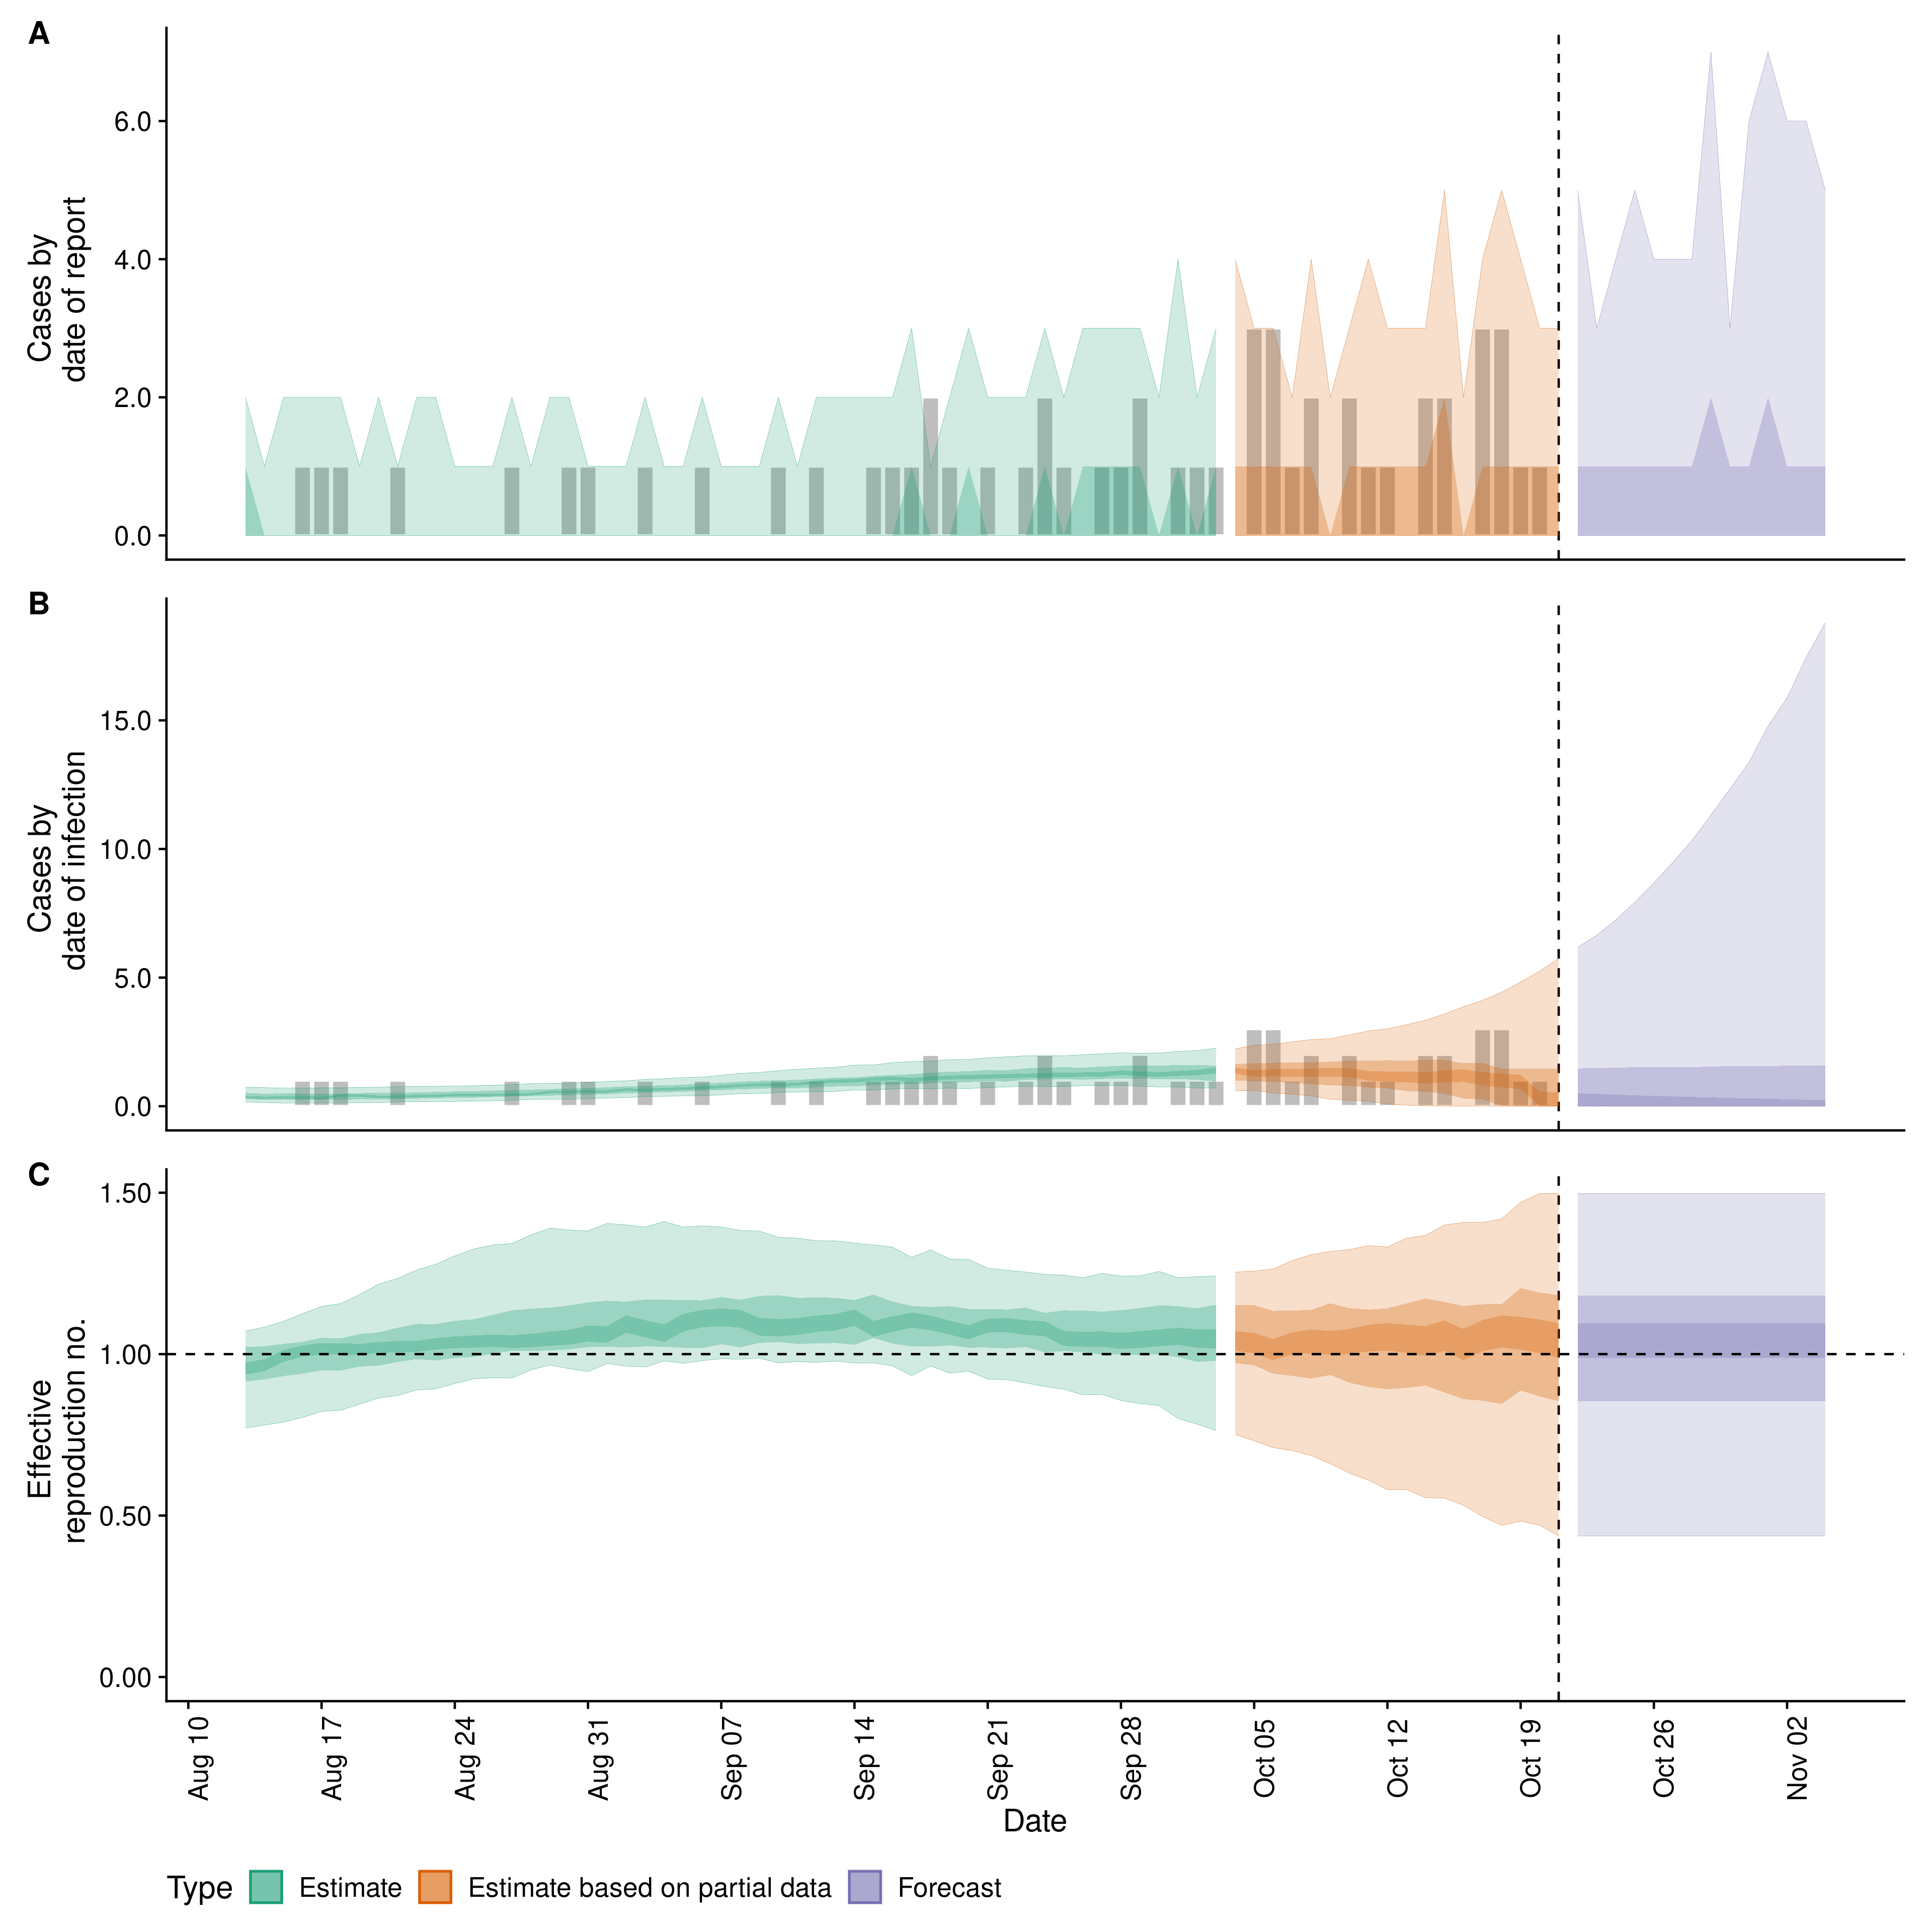 A
Cases by
date of report
6.0
4.0
2.0
0.0
B
Cases by
date of infection
15.0
10.0
5.0
0.0
C
Effective
reproduction no.
1.50
1.00
0.50
0.00
Aug 10
Aug 17
Aug 24
Aug 31
Sep 07
Sep 14
Sep 21
Sep 28
Oct 05
Oct 12
Oct 19
Oct 26
Nov 02
Date
Type Estimate Estimate based on partial data Forecast